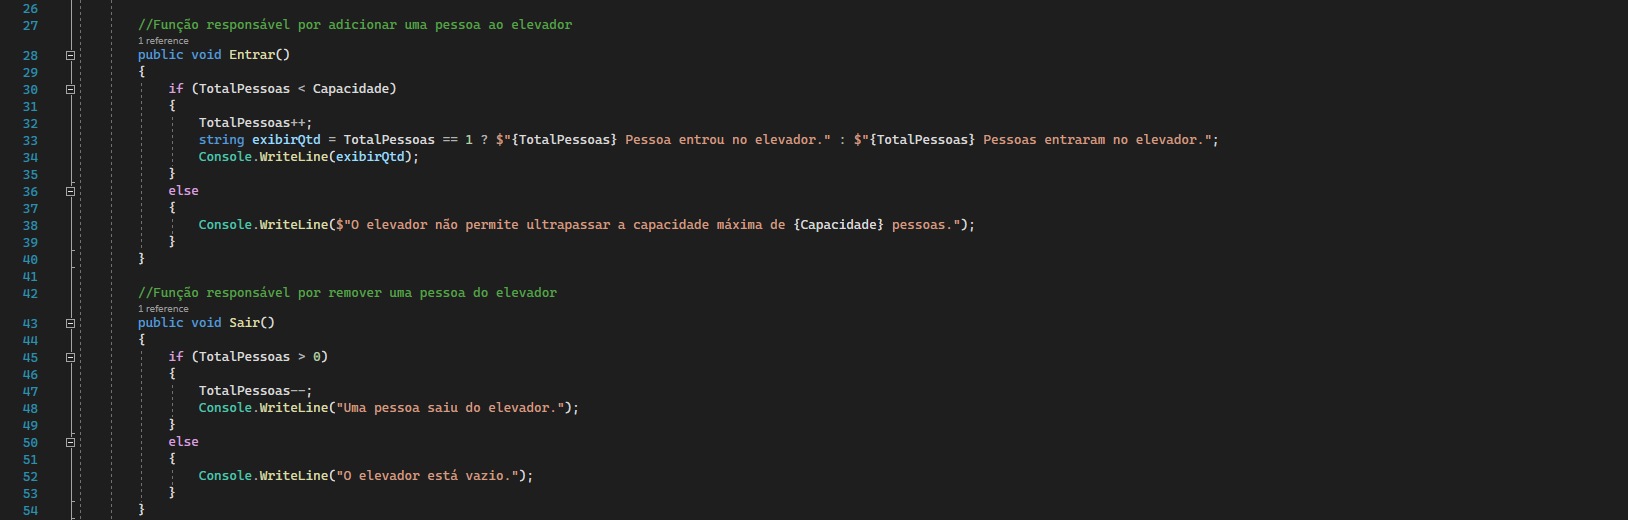 26
27 //Função responsável por adicionar uma pessoa ao elevador
1 reference
28 public void Entrar()
29 {
30 if (TotalPessoas < Capacidade)
31 {
32 TotalPessoas++;
33 string exibirQtd = TotalPessoas == 1 ? $"{TotalPessoas} Pessoa entrou no elevador." : $"{TotalPessoas} Pessoas entraram no elevador.";
34 Console.WriteLine(exibirQtd);
35 }
36 else
37 {
38 Console.WriteLine($"O elevador não permite ultrapassar a capacidade máxima de {Capacidade} pessoas.");
39 }
40 }
41
42 //Função responsável por remover uma pessoa do elevador
1 reference
43 public void Sair()
44 {
45 if (TotalPessoas > 0)
46 {
47 TotalPessoas--;
48 Console.WriteLine("Uma pessoa saiu do elevador.");
49 }
50 else
51 {
52 Console.WriteLine("O elevador está vazio.");
53 }
54 }